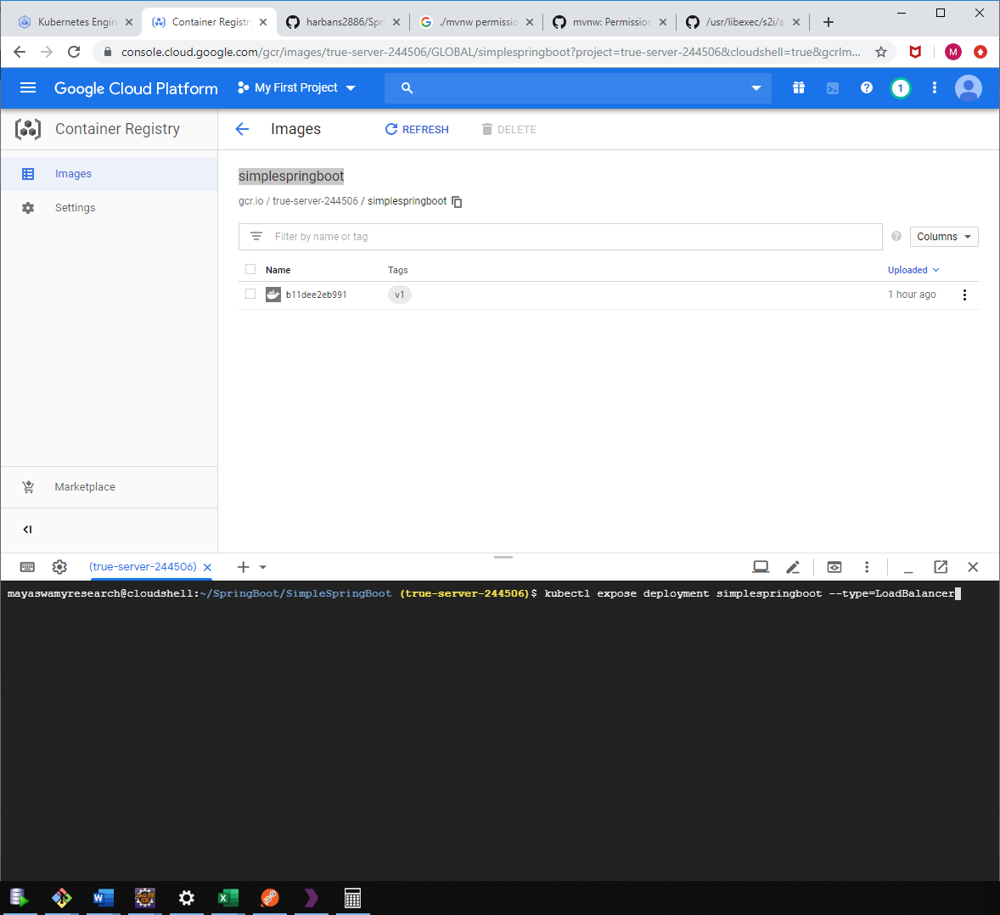 Kubernetes Engin
Container Registry
harbans2886/Spr
./mvnw permissio
mvnw: Permission
/usr/libexec/s2i/a
console.cloud.google.com/gcr/images/true-server-244506/GLOBAL/simplespringboot?project=true-server-244506&cloudshell=true&gcrIm...
M
Google Cloud Platform
My First Project
1
Container Registry
Images
REFRESH
DELETE
Images
Settings
simplespringboot
gcr.io / true-server-244506 / simplespringboot
Filter by name or tag
Columns
Name
Tags
Uploaded
b11dee2eb991
v1
1 hour ago
Marketplace
(true-server-244506)
mayaswamyresearch@cloudshell:~/SpringBoot/SimpleSpringBoot (true-server-244506)$ kubectl expose deployment simplespringboot --type=LoadBalancer